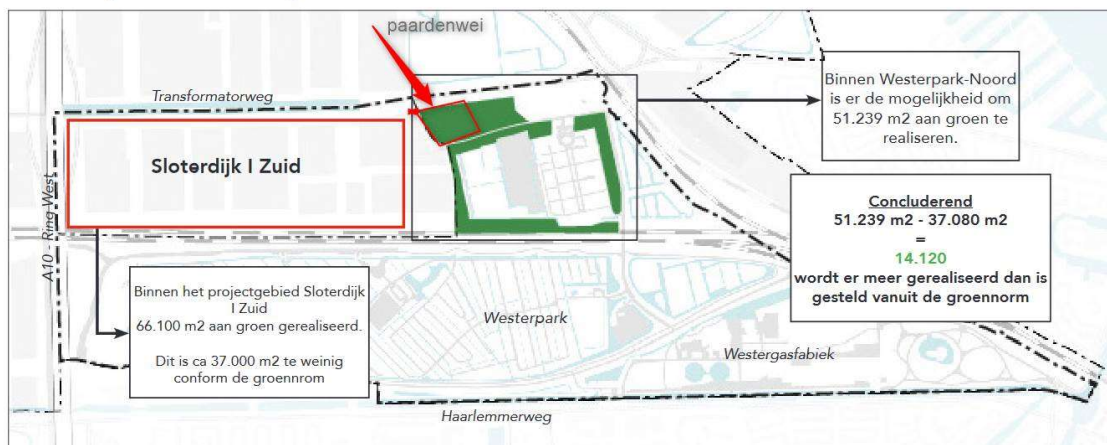 paardenwei
Transformatorweg
Sloterdijk I Zuid
A10 - Ring West
Binnen Westerpark-Noord
is er de mogelijkheid om
51.239 m2 aan groen te
realiseren.
Concluderend
51.239 m2 - 37.080 m2
=
14.120
wordt er meer gerealiseerd dan is
gesteld vanuit de groennorm
Binnen het projectgebied Sloterdijk
I Zuid
66.100 m2 aan groen gerealiseerd.
Dit is ca 37.000 m2 te weinig
conform de groennrom
Westerpark
Westergasfabiek
Haarlemmerweg